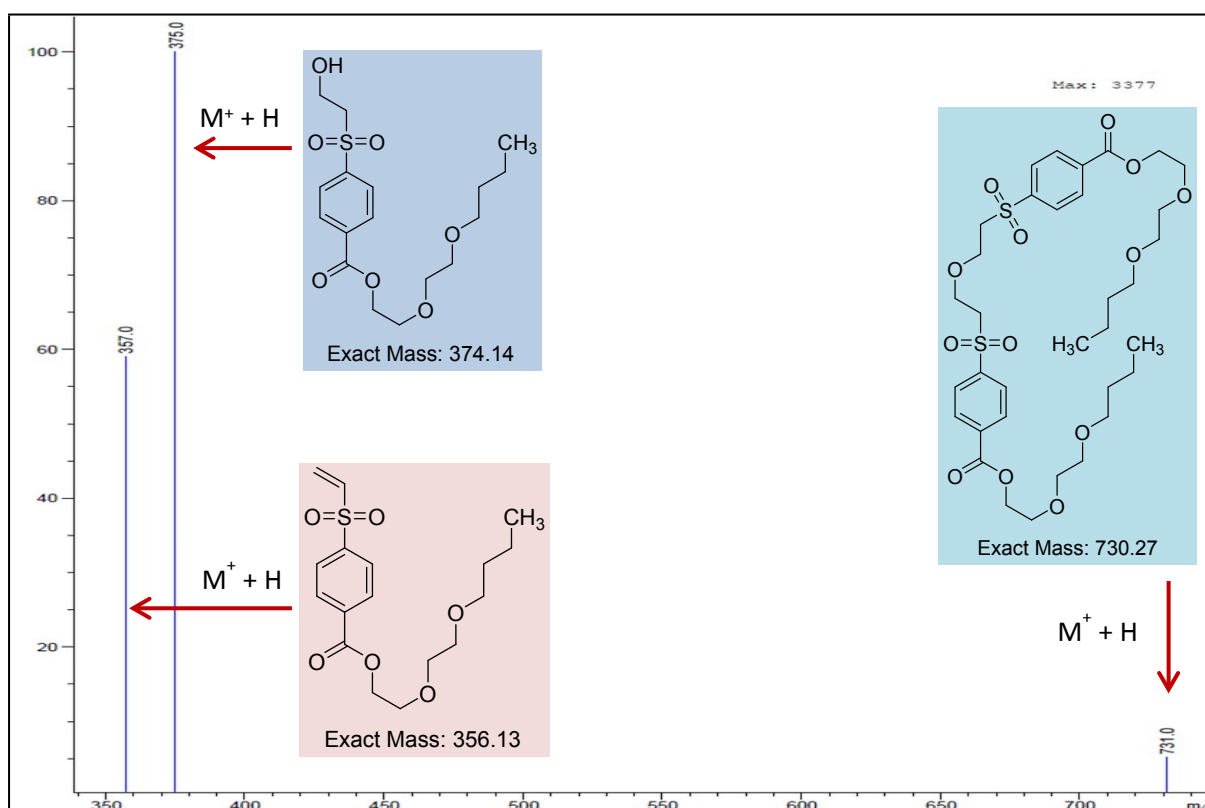 100
80
60
40
20
350
400
450
500
550
600
650
700
375.0
357.0
731.0
Max: 3377
M+ + H
OH
O=S=O
CH3
O
O
O
O
Exact Mass: 374.14
M+ + H
O=S=O
CH3
O
O
O
O
Exact Mass: 356.13
O
O
O
S
O
O
O
O
O=S=O
H3C
CH3
O
O
O
O
Exact Mass: 730.27
M+ + H